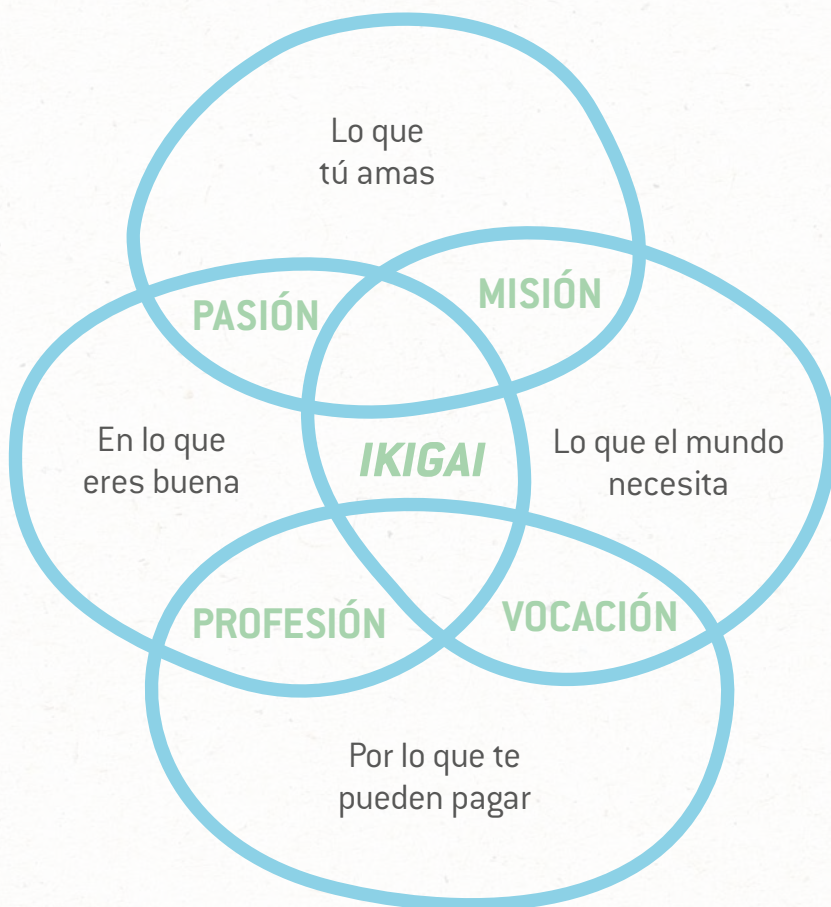 Lo que
tú amas
PASIÓN
MISIÓN
En lo que
eres buena
IKIGAI
Lo que el mundo
necesita
PROFESIÓN
VOCACIÓN
Por lo que te
pueden pagar